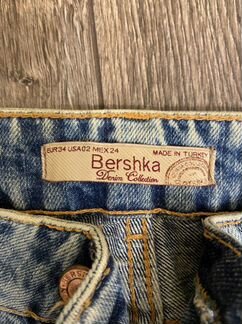 EUR34 USA02 MEX24 MADE IN TURKEY
Bershka
Denim Collection